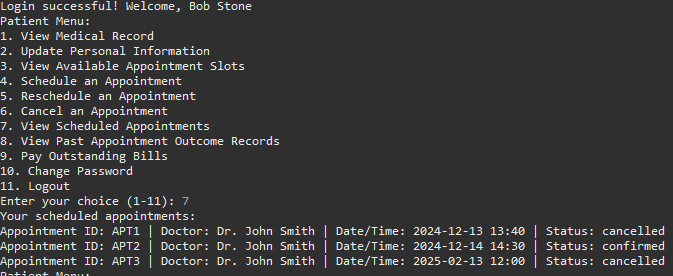 Login successful! Welcome, Bob Stone
Patient Menu:
1. View Medical Record
2. Update Personal Information
3. View Available Appointment Slots
4. Schedule an Appointment
5. Reschedule an Appointment
6. Cancel an Appointment
7. View Scheduled Appointments
8. View Past Appointment Outcome Records
9. Pay Outstanding Bills
10. Change Password
11. Logout
Enter your choice (1-11): 7
Your scheduled appointments:
Appointment ID: APT1 | Doctor: Dr. John Smith | Date/Time: 2024-12-13 13:40 | Status: cancelled
Appointment ID: APT2 | Doctor: Dr. John Smith | Date/Time: 2024-12-14 14:30 | Status: confirmed
Appointment ID: APT3 | Doctor: Dr. John Smith | Date/Time: 2025-02-13 12:00 | Status: cancelled
Patient Menu: